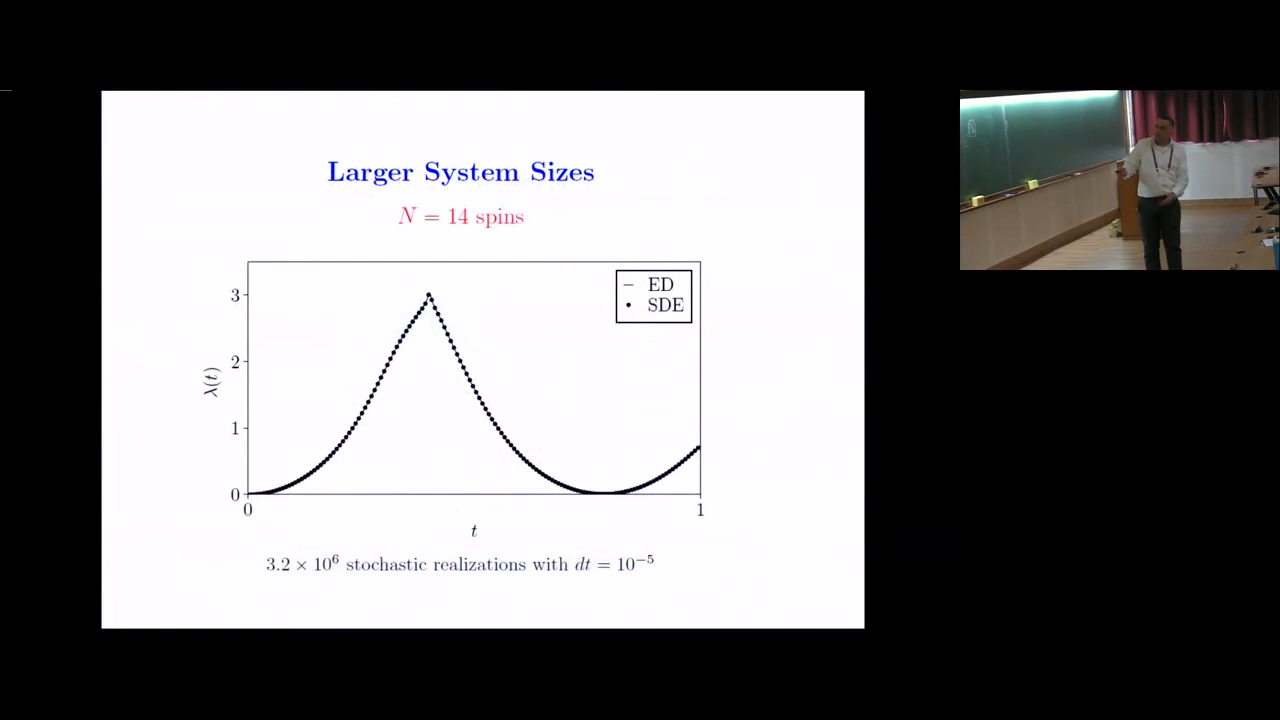 Larger System Sizes
N = 14 spins
3
2
1
0
λ(t)
– ED
• SDE
0
1
t
3.2 × 10⁶ stochastic realizations with dt = 10⁻⁵